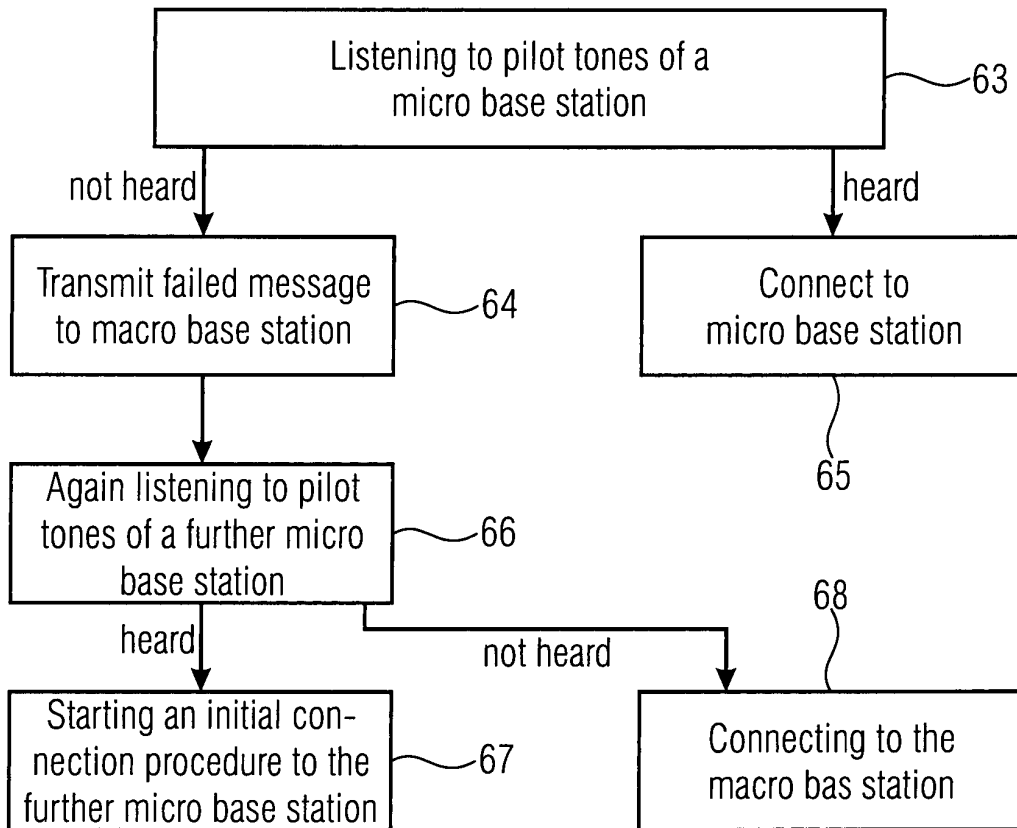 Listening to pilot tones of a
micro base station
63
not heard
heard
Transmit failed message
to macro base station
64
Connect to
micro base station
65
Again listening to pilot
tones of a further micro
base station
66
68
heard
not heard
Starting an initial con-
nection procedure to the
further micro base station
67
Connecting to the
macro bas station